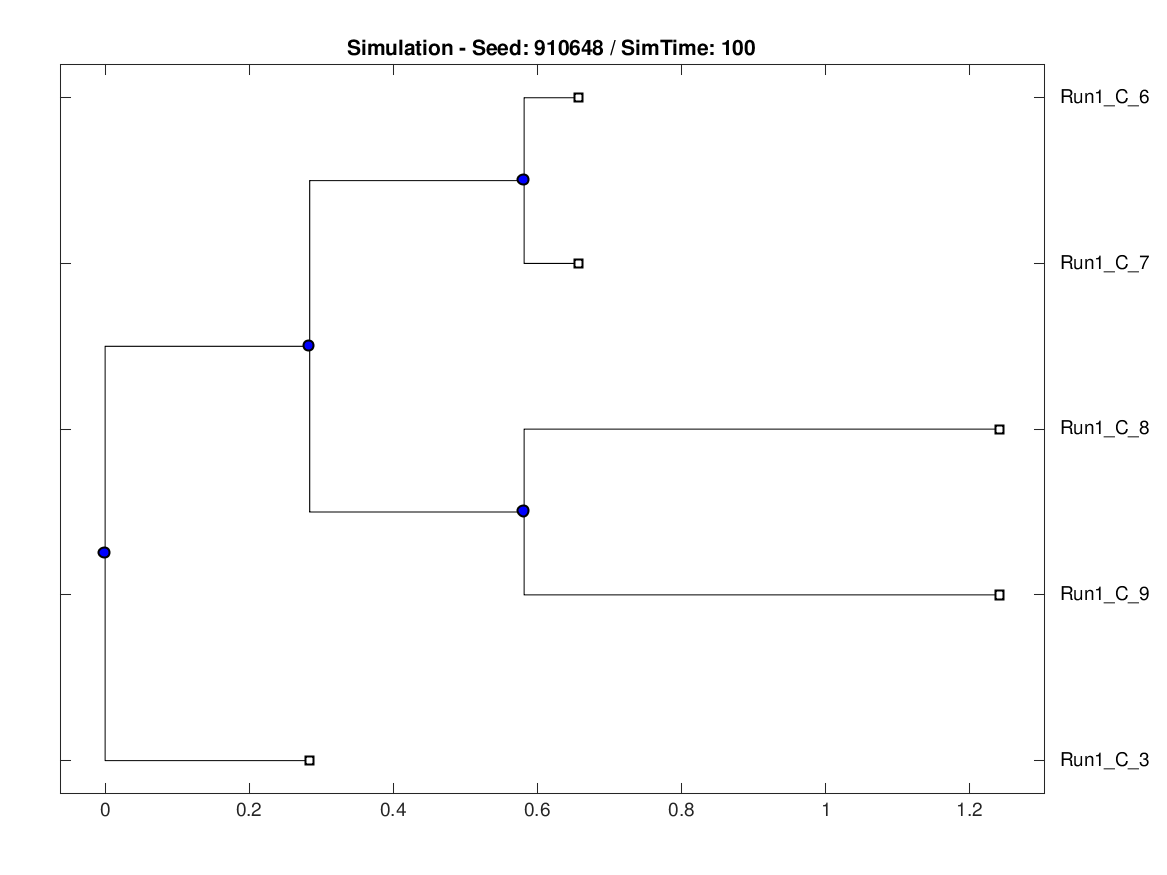 Simulation - Seed: 910648 / SimTime: 100
Run1_C_6
Run1_C_7
Run1_C_8
Run1_C_9
Run1_C_3
0 0.2 0.4 0.6 0.8 1 1.2